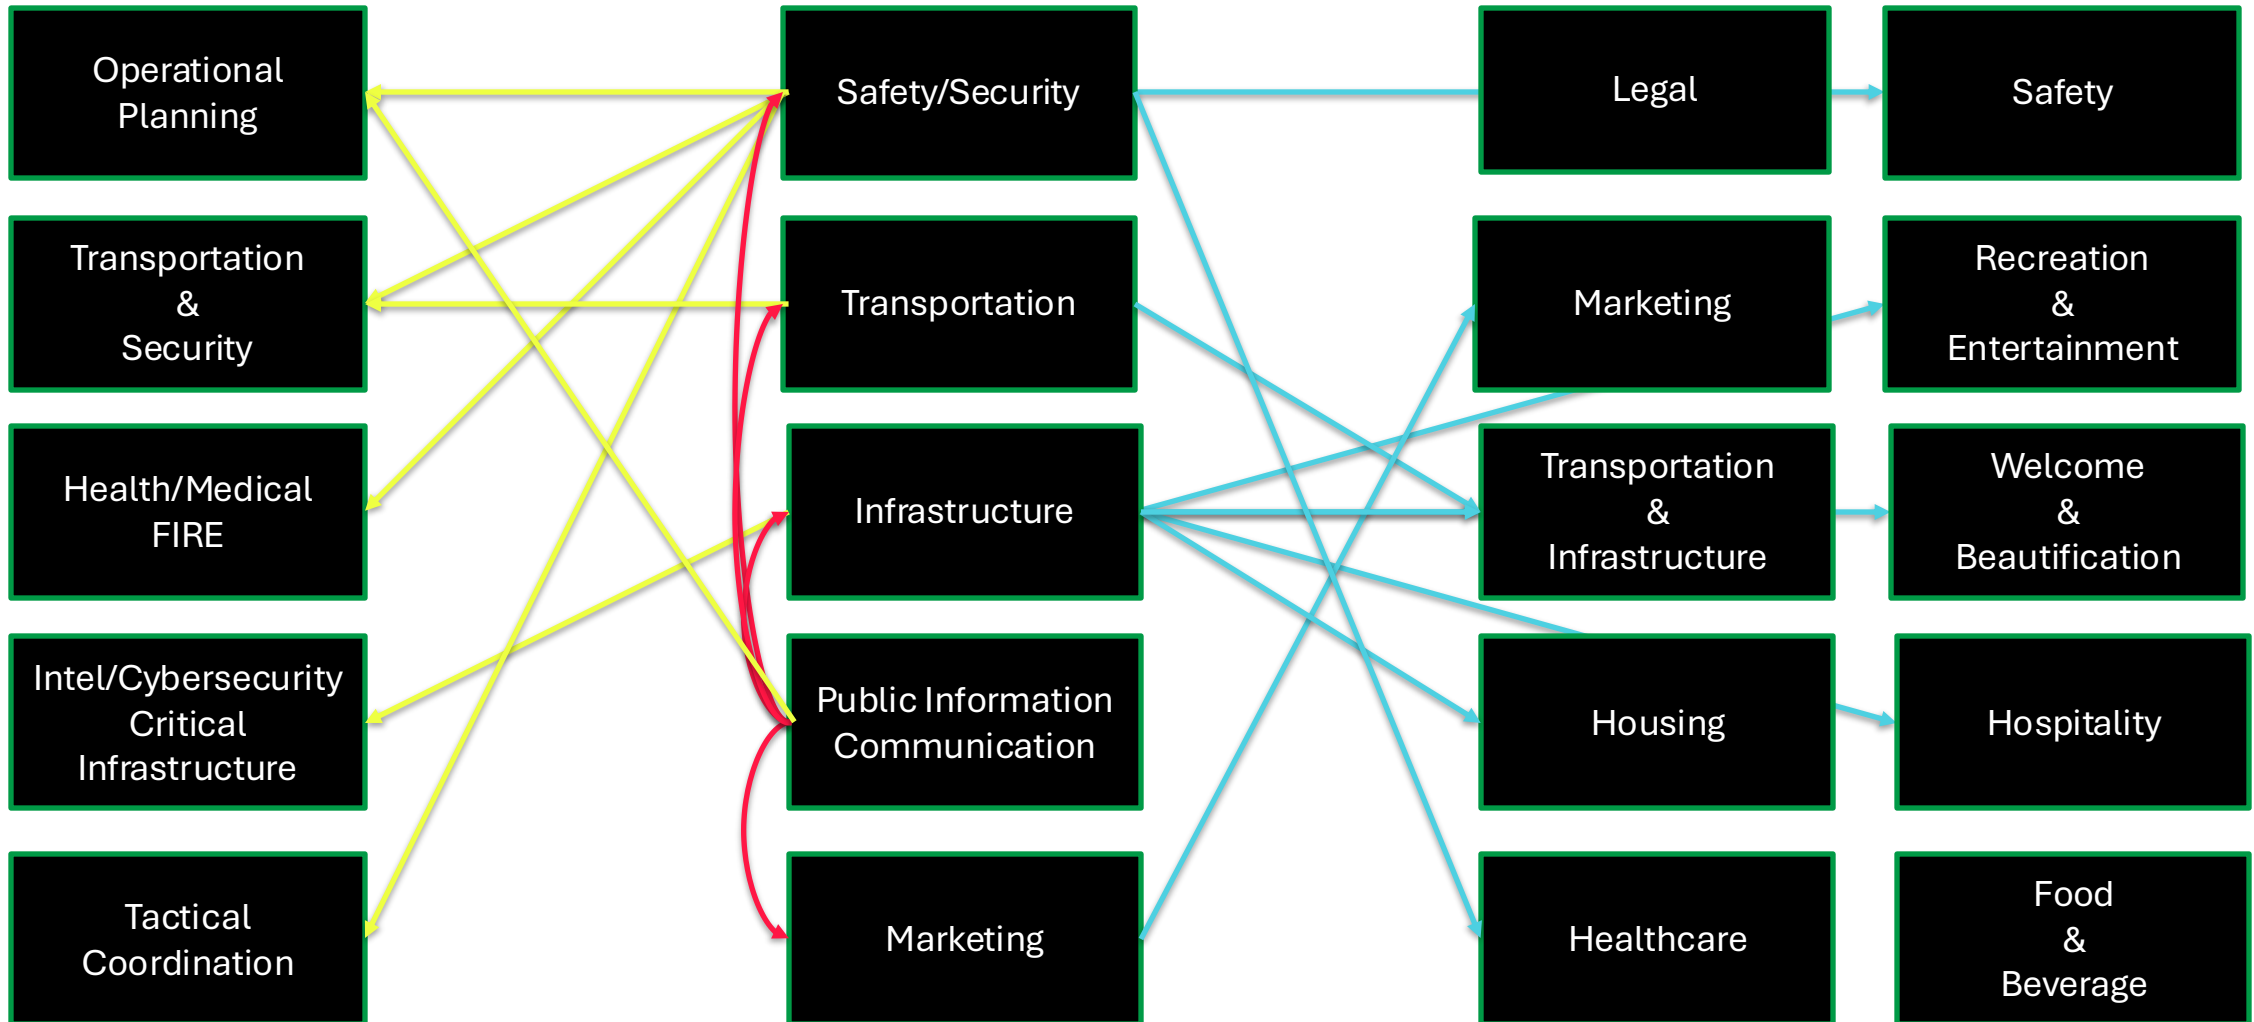 Operational
Planning
Safety/Security
Legal
Safety
Transportation
&
Security
Transportation
Marketing
Recreation
&
Entertainment
Health/Medical
FIRE
Infrastructure
Transportation
&
Infrastructure
Welcome
&
Beautification
Intel/Cybersecurity
Critical
Infrastructure
Public Information
Communication
Housing
Hospitality
Tactical
Coordination
Marketing
Healthcare
Food
&
Beverage